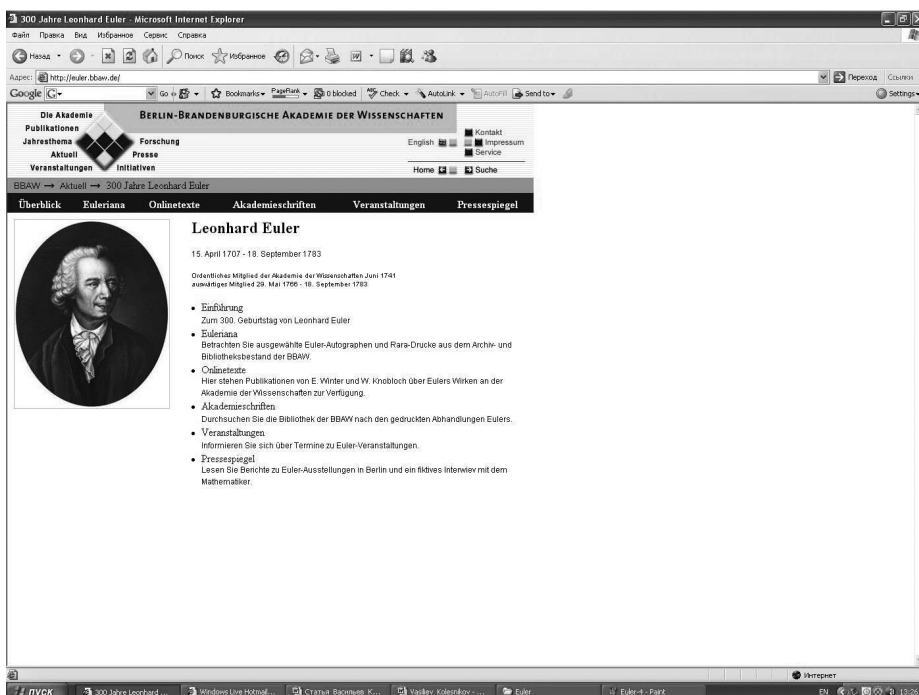 300 Jahre Leonhard Euler - Microsoft Internet Explorer
Файл Правка Вид Избранное Сервис Справка
Назад Поиск Избранное
Адрес: http://euler.bbaw.de/ Переход Ссылки
Google G Go Bookmarks PageRank 0 blocked Check AutoLink AutoFill Send to Settings
Die Akademie
Publikationen
Jahresthema Forschung
Aktuell Presse
Veranstaltungen Initiativen
BERLIN-BRANDENBURGISCHE AKADEMIE DER WISSENSCHAFTEN
Kontakt
English Impressum
Service
Home Suche
BBAW → Aktuell → 300 Jahre Leonhard Euler
Überblick Euleriana Onlinetexte Akademieschriften Veranstaltungen Pressespiegel
Leonhard Euler
15. April 1707 - 18. September 1783
Ordentliches Mitglied der Akademie der Wissenschaften Juni 1741
auswärtiges Mitglied 29. Mai 1766 - 18. September 1783
• Einführung
Zum 300. Geburtstag von Leonhard Euler
• Euleriana
Betrachten Sie ausgewählte Euler-Autographen und Rara-Drucke aus dem Archiv- und
Bibliotheksbestand der BBAW.
• Onlinetexte
Hier stehen Publikationen von E. Winter und W. Knobloch über Eulers Wirken an der
Akademie der Wissenschaften zur Verfügung.
• Akademieschriften
Durchsuchen Sie die Bibliothek der BBAW nach den gedruckten Abhandlungen Eulers.
• Veranstaltungen
Informieren Sie sich über Termine zu Euler-Veranstaltungen.
• Pressespiegel
Lesen Sie Berichte zu Euler-Ausstellungen in Berlin und ein fiktives Interwiev mit dem
Mathematiker.
Интернет
пуск 300 Jahre Leonhard ... Windows Live Hotmail... Статья Васильев К... Vasiliev_Kolesnikov - ... Euler Euler-4 - Paint EN 13:26